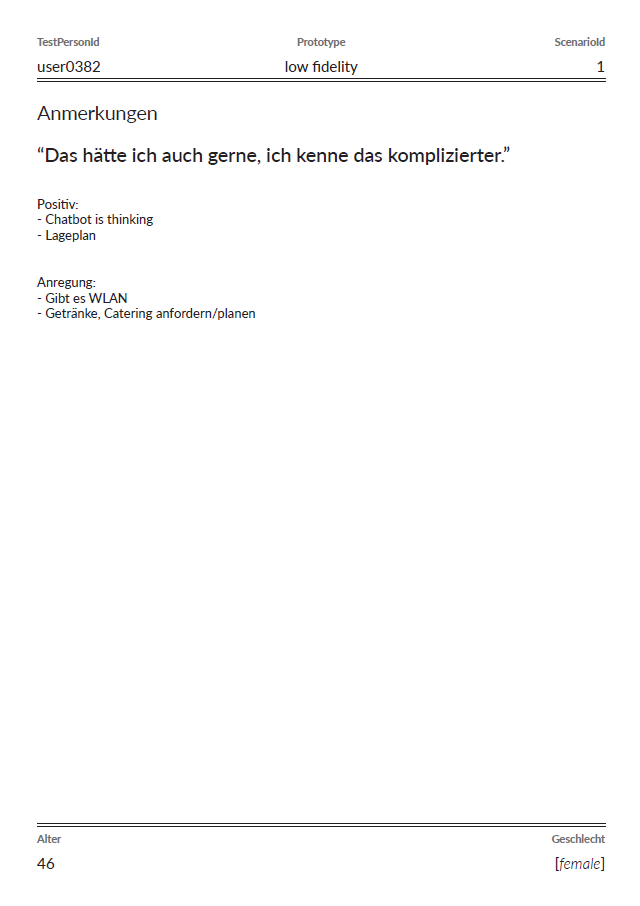 TestPersonId Prototype ScenarioId
user0382 low fidelity 1
Anmerkungen
“Das hätte ich auch gerne, ich kenne das komplizierter.”
Positiv:
- Chatbot is thinking
- Lageplan
Anregung:
- Gibt es WLAN
- Getränke, Catering anfordern/planen
Alter Geschlecht
46 [female]